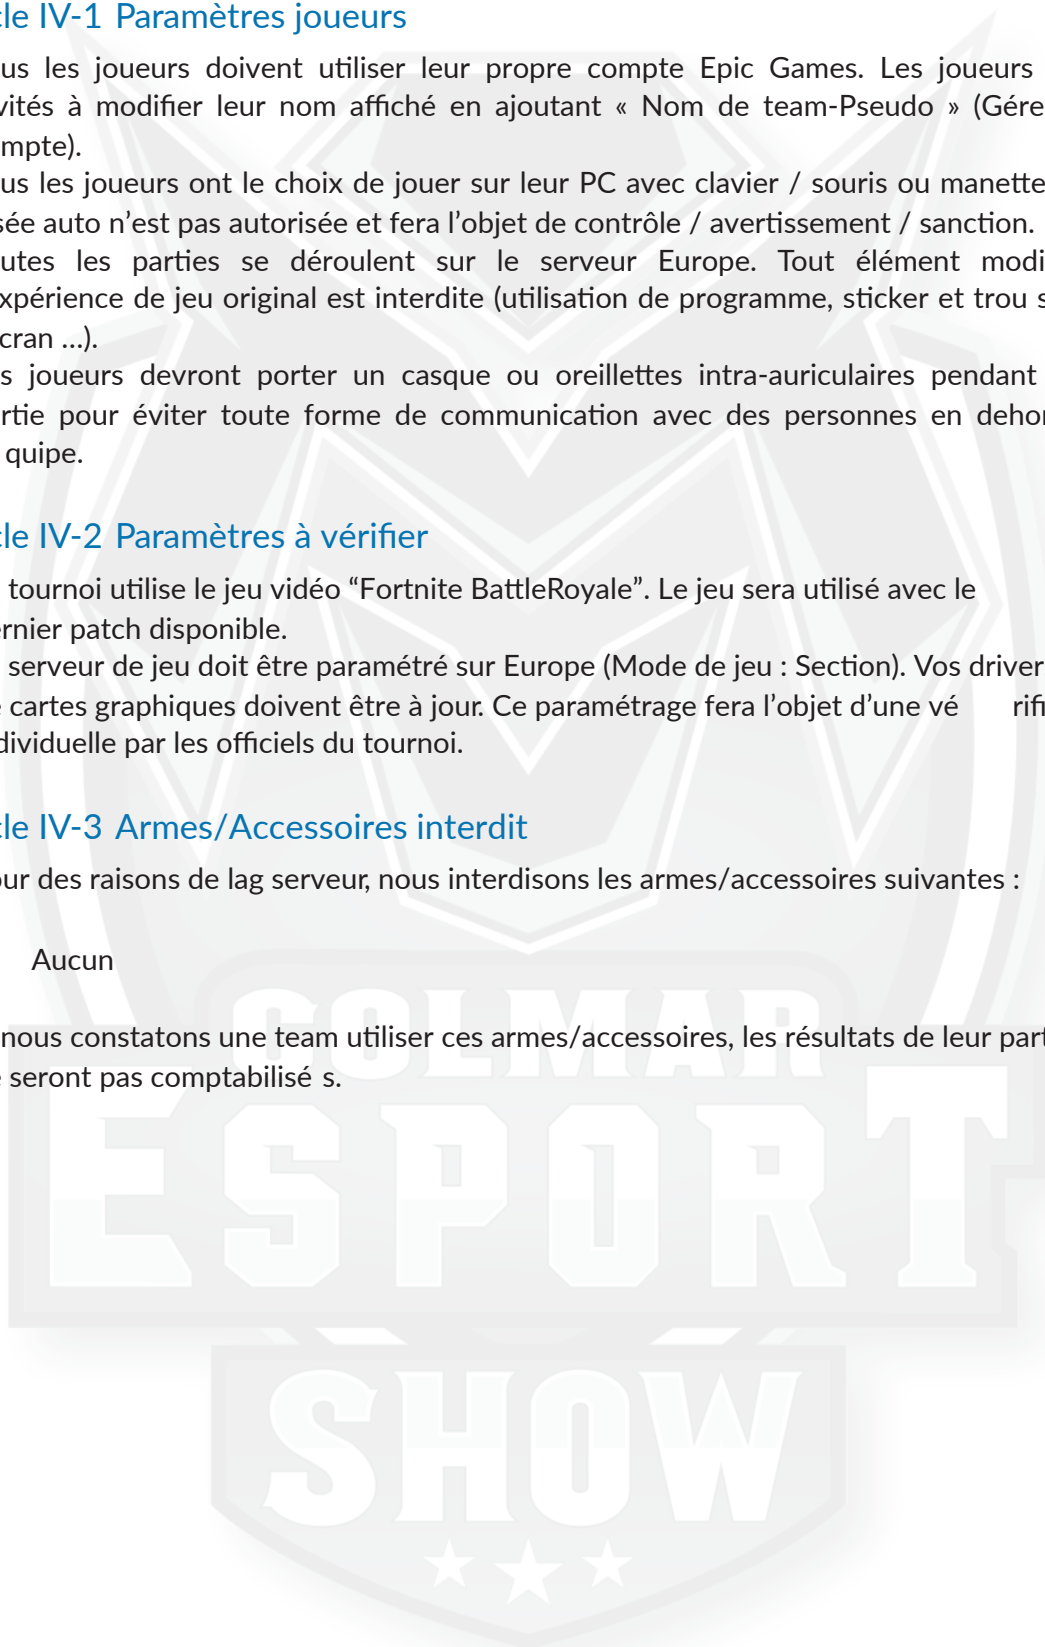 cle IV-1 Paramètres joueurs
us les joueurs doivent utiliser leur propre compte Epic Games. Les joueurs
vités à modifier leur nom affiché en ajoutant « Nom de team-Pseudo » (Gére
mpte).
us les joueurs ont le choix de jouer sur leur PC avec clavier / souris ou manette
sée auto n’est pas autorisée et fera l’objet de contrôle / avertissement / sanction.
utes les parties se déroulent sur le serveur Europe. Tout élément modi
xpérience de jeu original est interdite (utilisation de programme, sticker et trou s
cran ...).
s joueurs devront porter un casque ou oreillettes intra-auriculaires pendant
rtie pour éviter toute forme de communication avec des personnes en dehor
quipe.
cle IV-2 Paramètres à vérifier
tournoi utilise le jeu vidéo “Fortnite BattleRoyale”. Le jeu sera utilisé avec le
ernier patch disponible.
serveur de jeu doit être paramétré sur Europe (Mode de jeu : Section). Vos driver
e cartes graphiques doivent être à jour. Ce paramétrage fera l’objet d’une vé rifi
dividuelle par les officiels du tournoi.
cle IV-3 Armes/Accessoires interdit
our des raisons de lag serveur, nous interdisons les armes/accessoires suivantes :
Aucun
nous constatons une team utiliser ces armes/accessoires, les résultats de leur part
e seront pas comptabilisé s.
COLMAR
ESPORT
SHOW